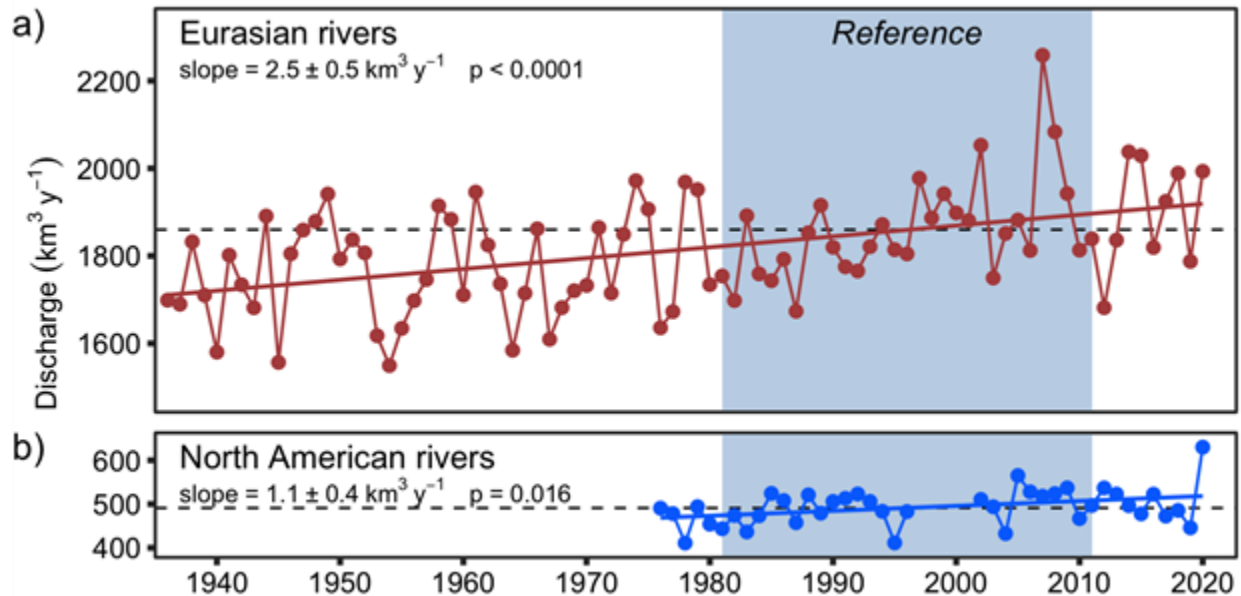 a)
Eurasian rivers
Reference
slope = 2.5 ± 0.5 km³ y⁻¹ p < 0.0001
2200
2000
1800
1600
Discharge (km³ y⁻¹)
b)
North American rivers
slope = 1.1 ± 0.4 km³ y⁻¹ p = 0.016
600
500
400
1940 1950 1960 1970 1980 1990 2000 2010 2020